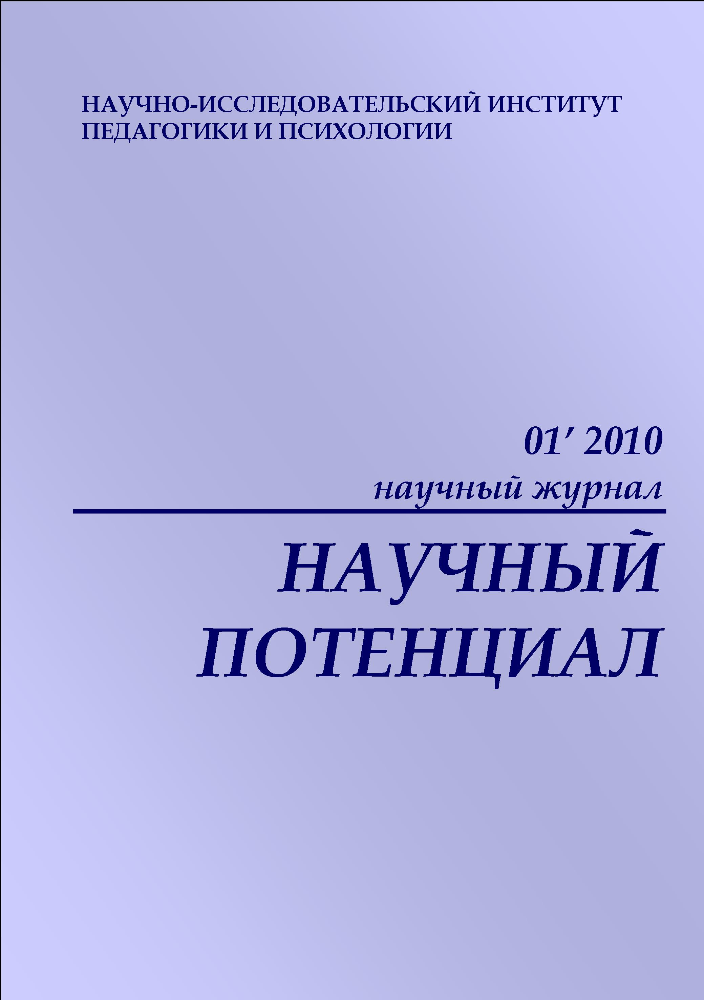 НАУЧНО-ИССЛЕДОВАТЕЛЬСКИЙ ИНСТИТУТ
ПЕДАГОГИКИ И ПСИХОЛОГИИ
01’ 2010
научный журнал
НАУЧНЫЙ
ПОТЕНЦИАЛ